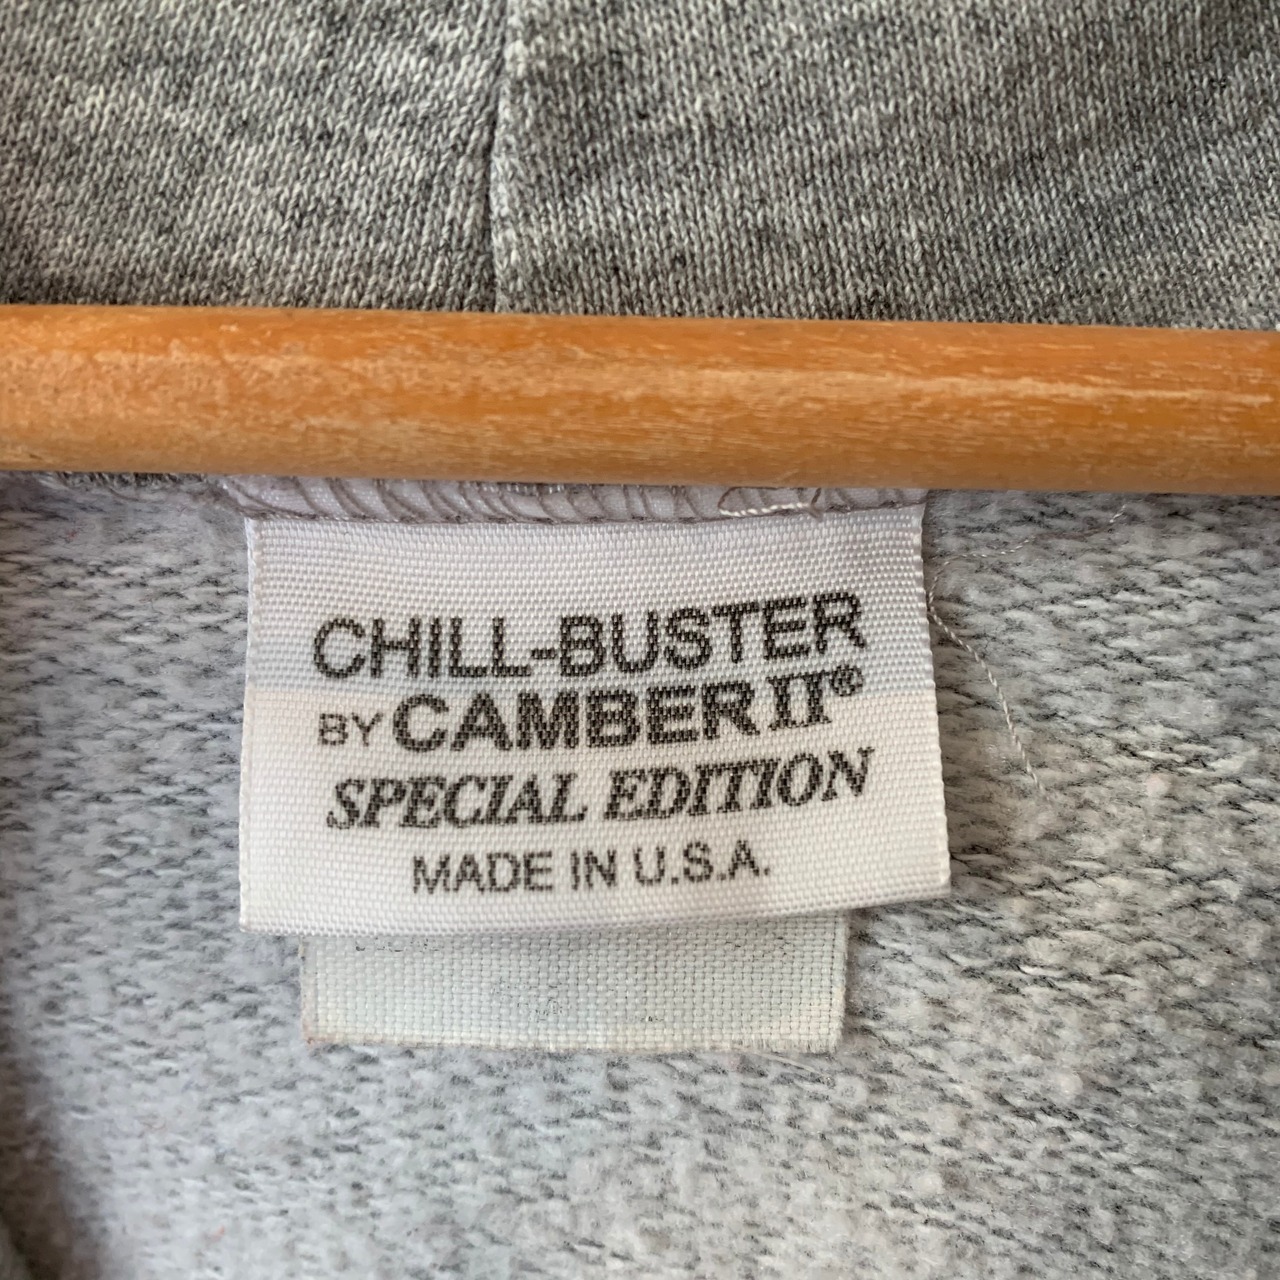 CHILL-BUSTER
BY CAMBER II®
SPECIAL EDITION
MADE IN U.S.A.